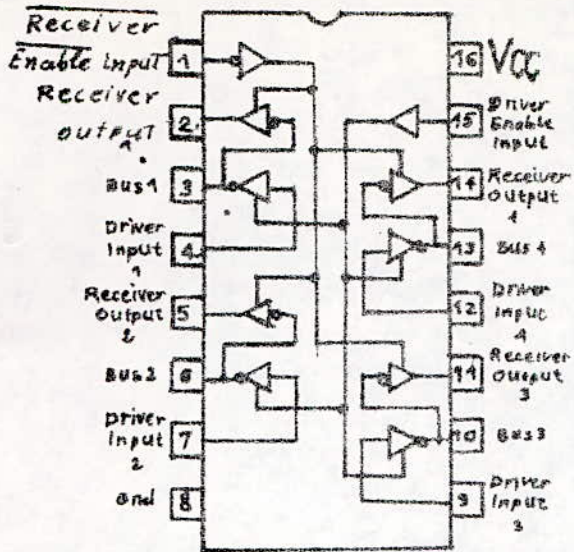 Receiver
Enable Input 1
Receiver
Output 2
1
Bus1 3
Driver
Input 4
1
Receiver
Output 5
2
Bus2 6
Driver
Input 7
2
Gnd 8
16 Vcc
Driver
15 Enable
Input
14 Receiver
Output
4
13 Bus 4
Driver
12 Input
4
Receiver
11 Output
3
10 Bus3
Driver
9 Input
3